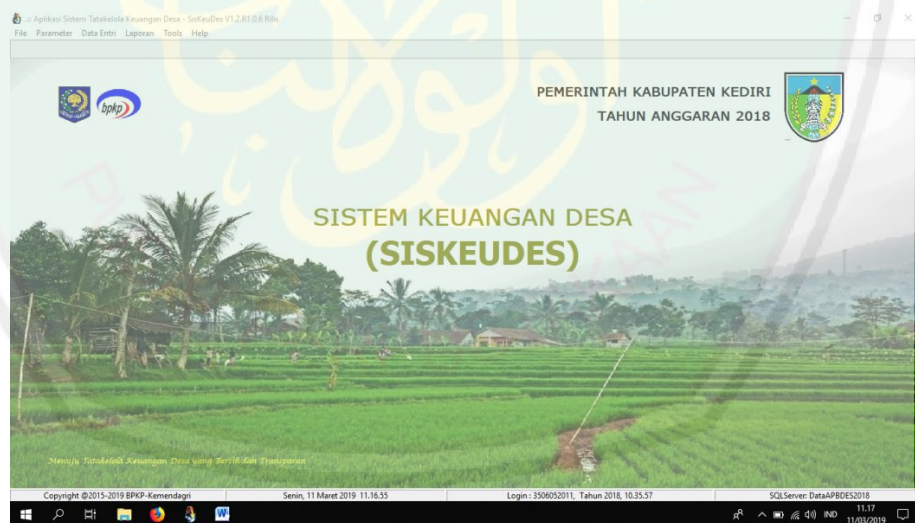 .:: Aplikasi Sistem Tatakelola Keuangan Desa - SisKeuDes V1.2.R1.0.6 Rilis
File Parameter Data Entri Laporan Tools Help
bpkp
PEMERINTAH KABUPATEN KEDIRI
TAHUN ANGGARAN 2018
SISTEM KEUANGAN DESA
(SISKEUDES)
Menuju Tatakelola Keuangan Desa yang Tertib dan Transparan
Copyright @2015-2019 BPKP-Kemendagri
Senin, 11 Maret 2019 11.16.55
Login : 3506052011, Tahun 2018, 10.35.57
SQLServer: DataAPBDES2018
IND
11.17
11/03/2019